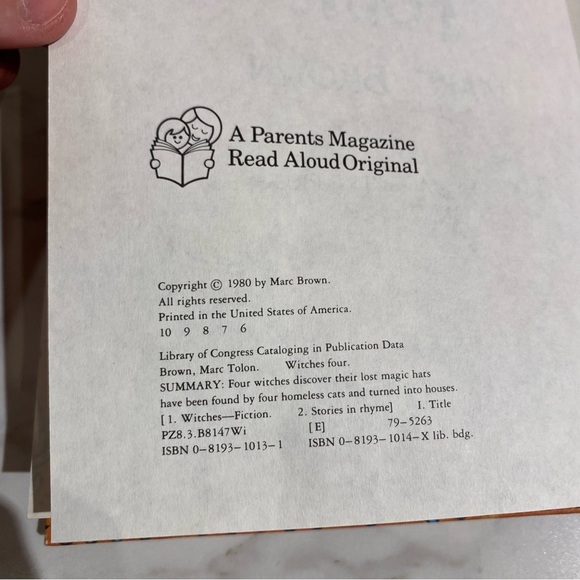 A Parents Magazine
Read Aloud Original
Copyright © 1980 by Marc Brown.
All rights reserved.
Printed in the United States of America.
10 9 8 7 6
Library of Congress Cataloging in Publication Data
Brown, Marc Tolon. Witches four.
SUMMARY: Four witches discover their lost magic hats
have been found by four homeless cats and turned into houses.
[ 1. Witches—Fiction. 2. Stories in rhyme] I. Title
PZ8.3.B8147Wi [E] 79–5263
ISBN 0–8193–1013–1 ISBN 0–8193–1014–X lib. bdg.